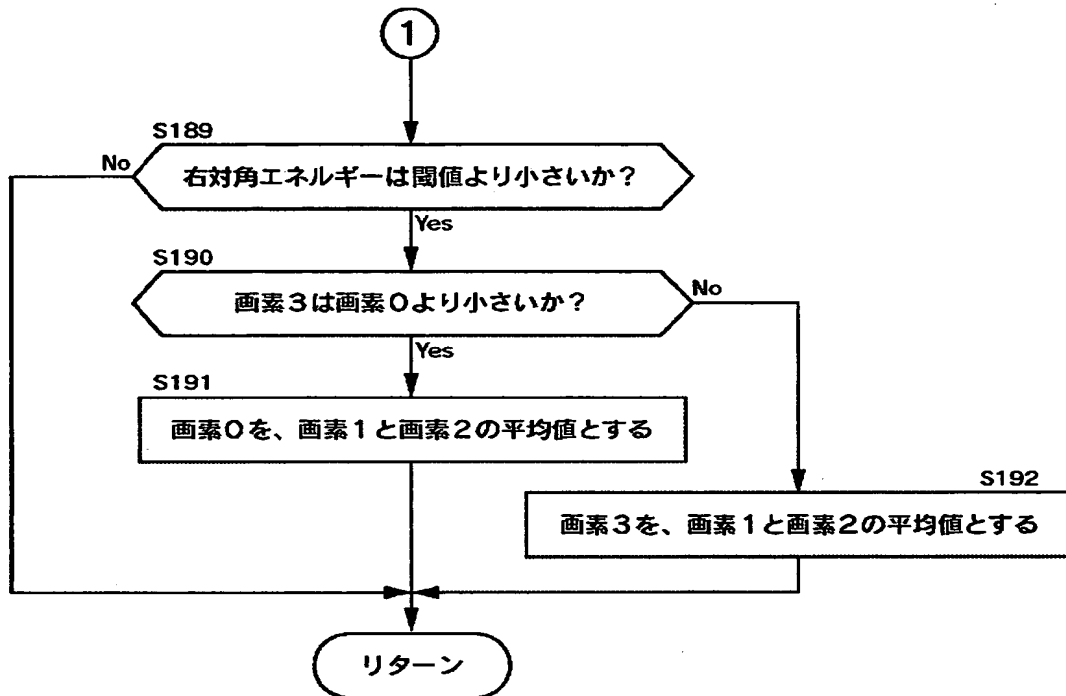 1
S189
No
右対角エネルギーは閾値より小さいか？
Yes
S190
画素３は画素０より小さいか？
No
Yes
S191
画素０を、画素１と画素２の平均値とする
S192
画素３を、画素１と画素２の平均値とする
リターン